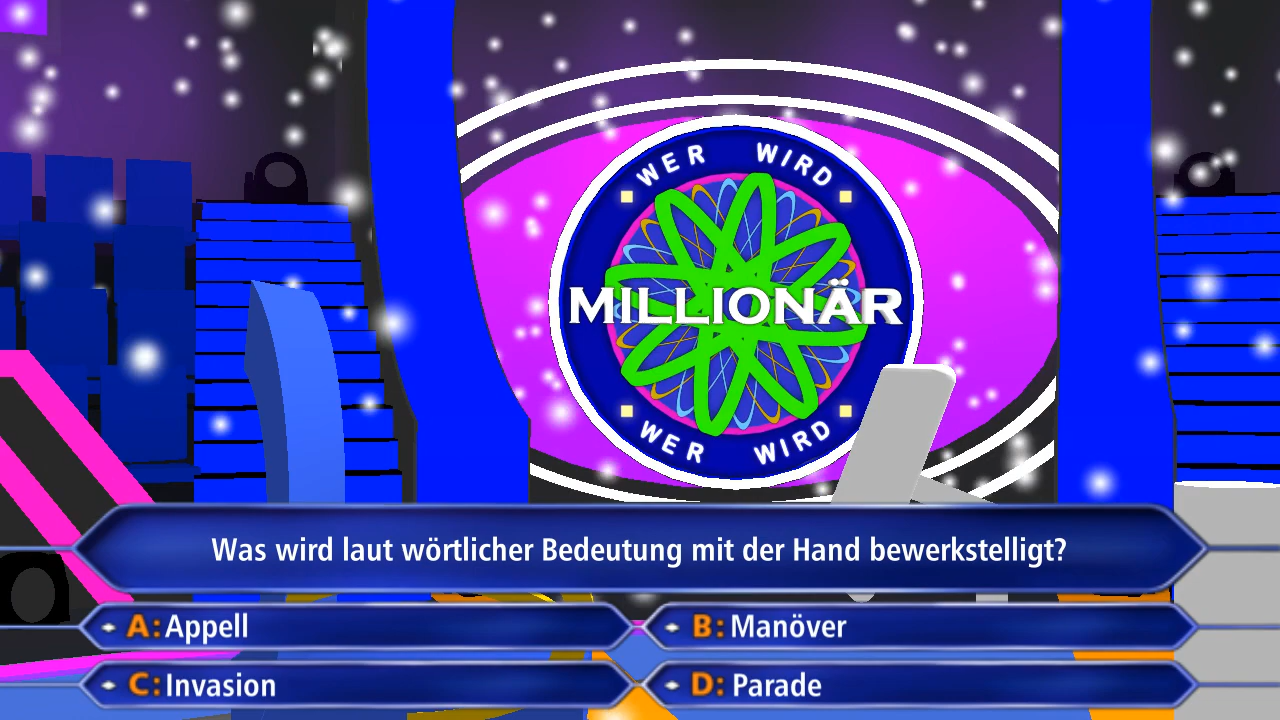 WER WIRD
MILLIONÄR
WER WIRD
Was wird laut wörtlicher Bedeutung mit der Hand bewerkstelligt?
A: Appell
B: Manöver
C: Invasion
D: Parade